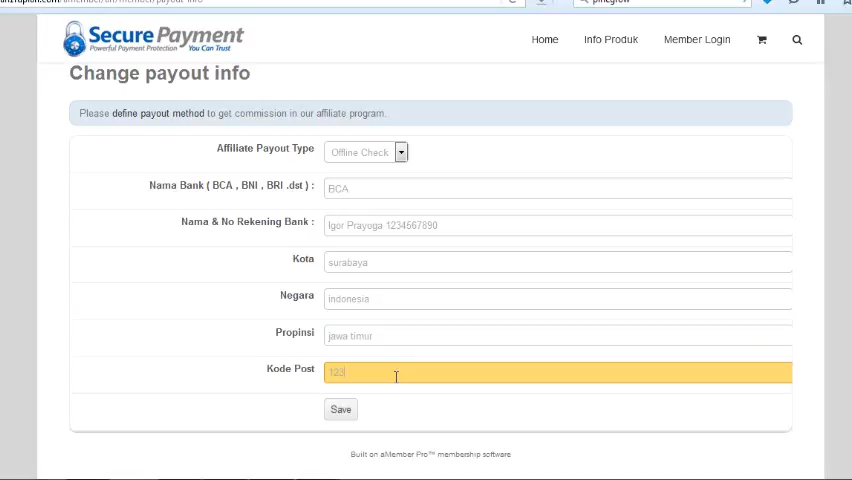 pinegrow
SecurePayment
Powerful Payment Protection You Can Trust
Home Info Produk Member Login
Change payout info
Please define payout method to get commission in our affiliate program.
Affiliate Payout Type Offline Check
Nama Bank ( BCA , BNI , BRI .dst ) : BCA
Nama & No Rekening Bank : Igor Prayoga 1234567890
Kota surabaya
Negara indonesia
Propinsi jawa timur
Kode Post 123
Save
Built on aMember Pro™ membership software